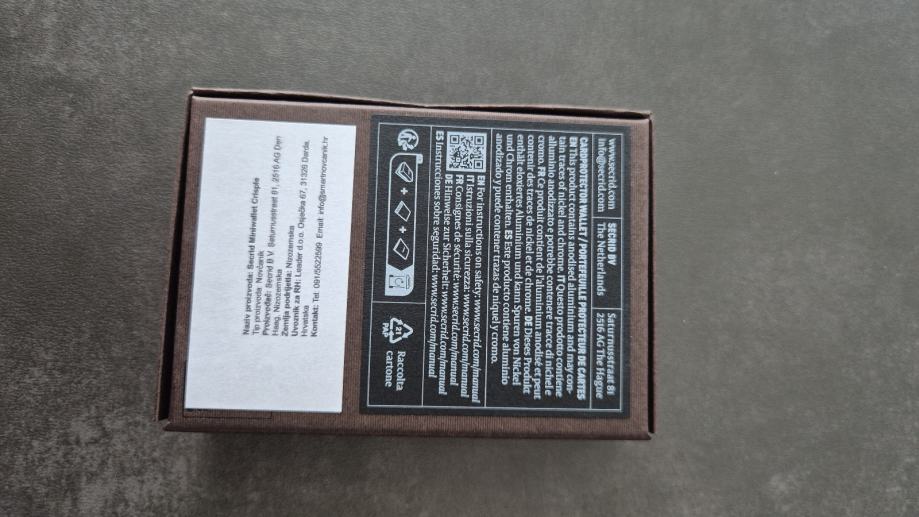 www.secrid.com
info@secrid.com
SECRID BV
The Netherlands
Saturnusstraat 81
2516 AG The Hague
CARDPROTECTOR WALLET / PORTEFEUILLE PROTECTEUR DE CARTES
EN This product contains anodised aluminium and may con-
tain traces of nickel and chrome. IT Questo prodotto contiene
alluminio anodizzato e potrebbe contenere tracce di nichel e
cromo. FR Ce produit contient de l'aluminium anodisé et peut
contenir des traces de nickel et de chrome. DE Dieses Produkt
enthält eloxiertes Aluminium und kann Spuren von Nickel
und Chrom enthalten. ES Este producto contiene aluminio
anodizado y puede contener trazas de níquel y cromo.
EN For instructions on safety: www.secrid.com/manual
IT Istruzioni sulla sicurezza: www.secrid.com/manual
FR Consignes de sécurité: www.secrid.com/manual
DE Hinweise zur Sicherheit: www.secrid.com/manual
ES Instrucciones sobre seguridad: www.secrid.com/manual
+ +
21
PAP
Raccolta
cartone
Naziv proizvoda: Secrid Miniwallet Crisple
Tip proizvoda: Novčanik
Proizvođač: Secrid B.V. Saturnusstreet 81, 2516 AG Den
Haag, Nizozemska
Zemlja podrijetla: Nizozemska
Uvoznik za RH: Leader d.o.o. Osječka 67, 31326 Darda,
Hrvatska
Kontakt: Tel: 091/5522599 Email: info@smartnovcanik.hr